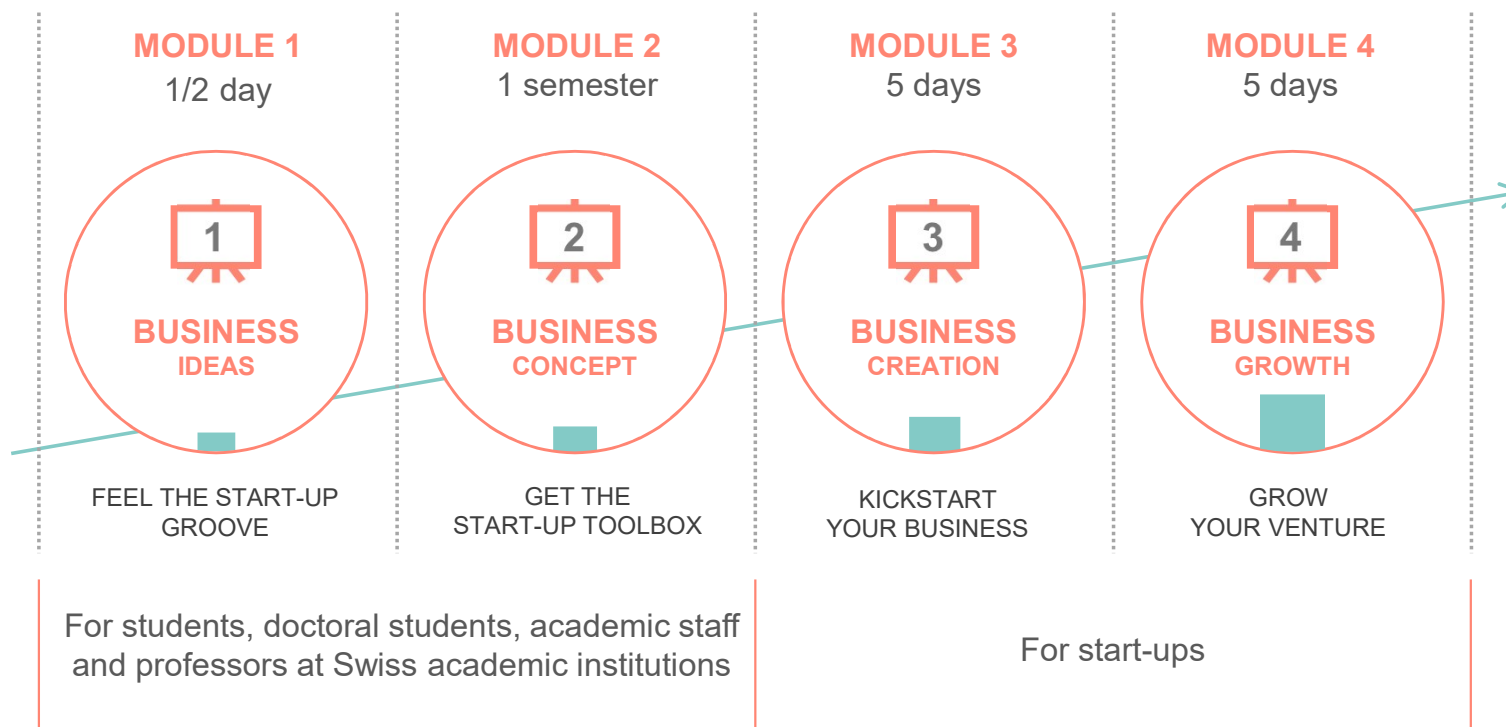 MODULE 1
1/2 day
1
BUSINESS
IDEAS
FEEL THE START-UP
GROOVE
MODULE 2
1 semester
2
BUSINESS
CONCEPT
GET THE
START-UP TOOLBOX
MODULE 3
5 days
3
BUSINESS
CREATION
KICKSTART
YOUR BUSINESS
MODULE 4
5 days
4
BUSINESS
GROWTH
GROW
YOUR VENTURE
For students, doctoral students, academic staff
and professors at Swiss academic institutions
For start-ups